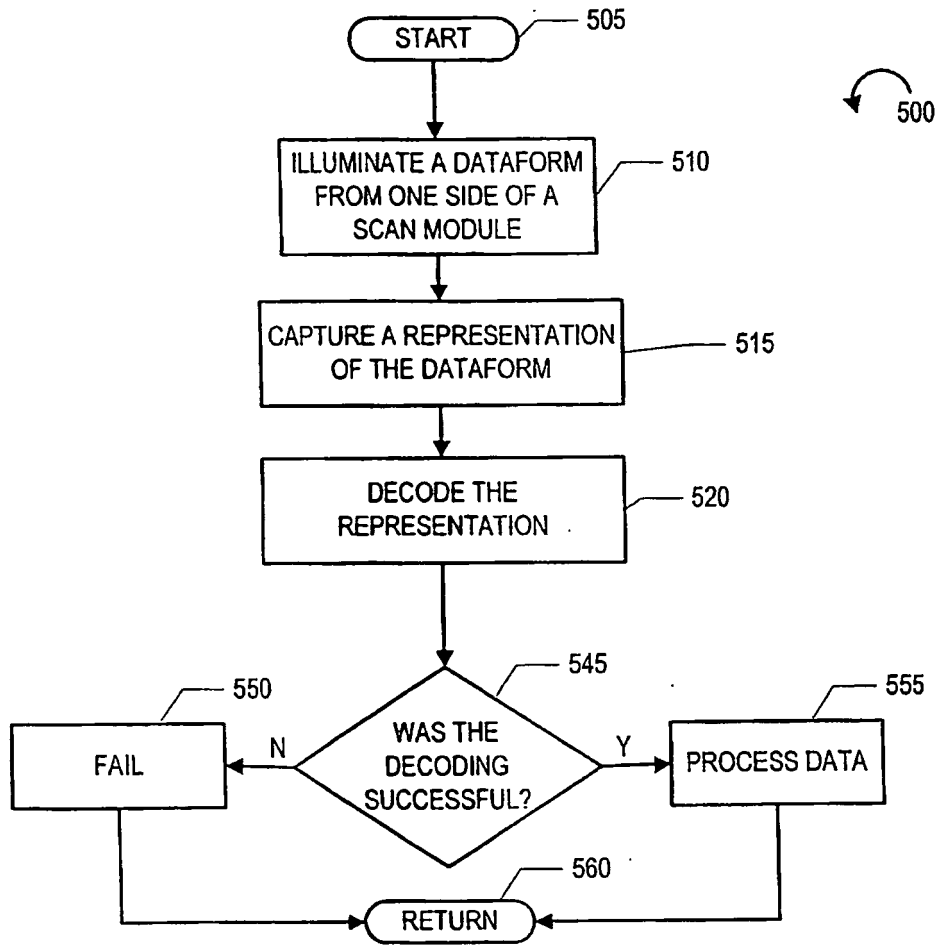 START
505
500
ILLUMINATE A DATAFORM
FROM ONE SIDE OF A
SCAN MODULE
510
CAPTURE A REPRESENTATION
OF THE DATAFORM
515
DECODE THE
REPRESENTATION
520
545
550
555
FAIL
N
WAS THE
DECODING
SUCCESSFUL?
Y
PROCESS DATA
560
RETURN